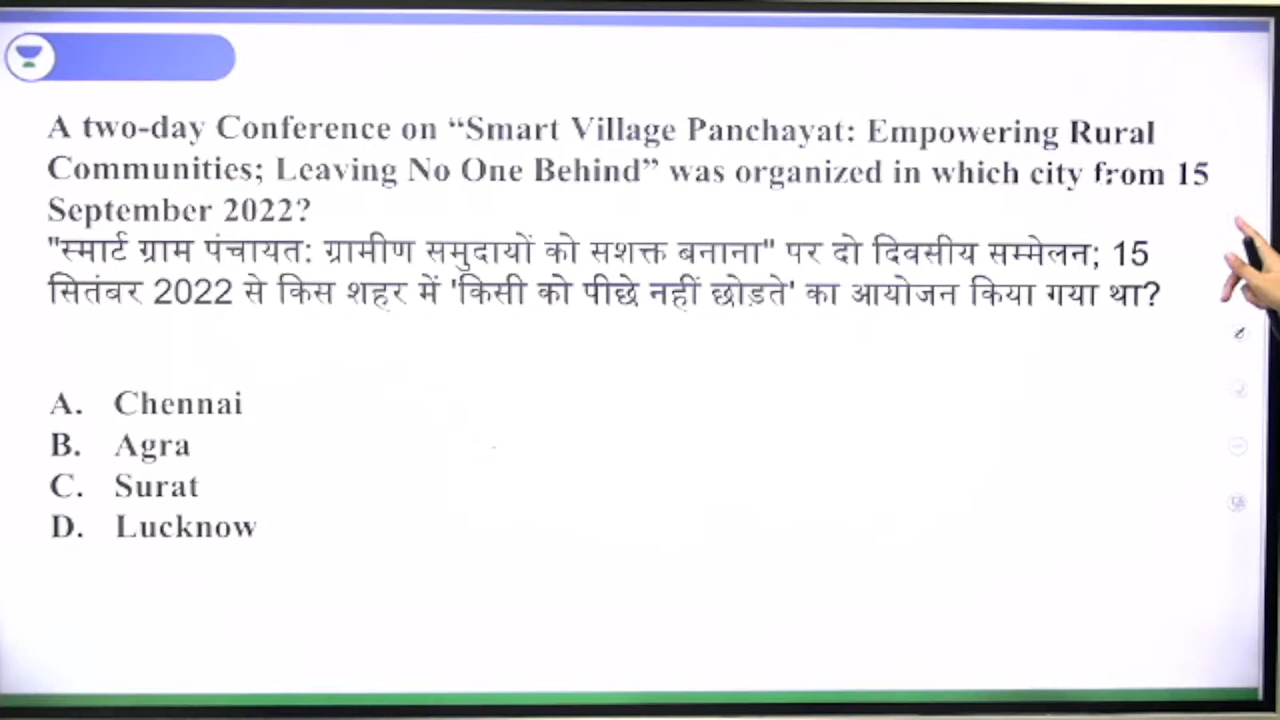 A two-day Conference on “Smart Village Panchayat: Empowering Rural
Communities; Leaving No One Behind” was organized in which city from 15
September 2022?
"स्मार्ट ग्राम पंचायत: ग्रामीण समुदायों को सशक्त बनाना" पर दो दिवसीय सम्मेलन; 15
सितंबर 2022 से किस शहर में 'किसी को पीछे नहीं छोड़ते' का आयोजन किया गया था?
A. Chennai
B. Agra
C. Surat
D. Lucknow